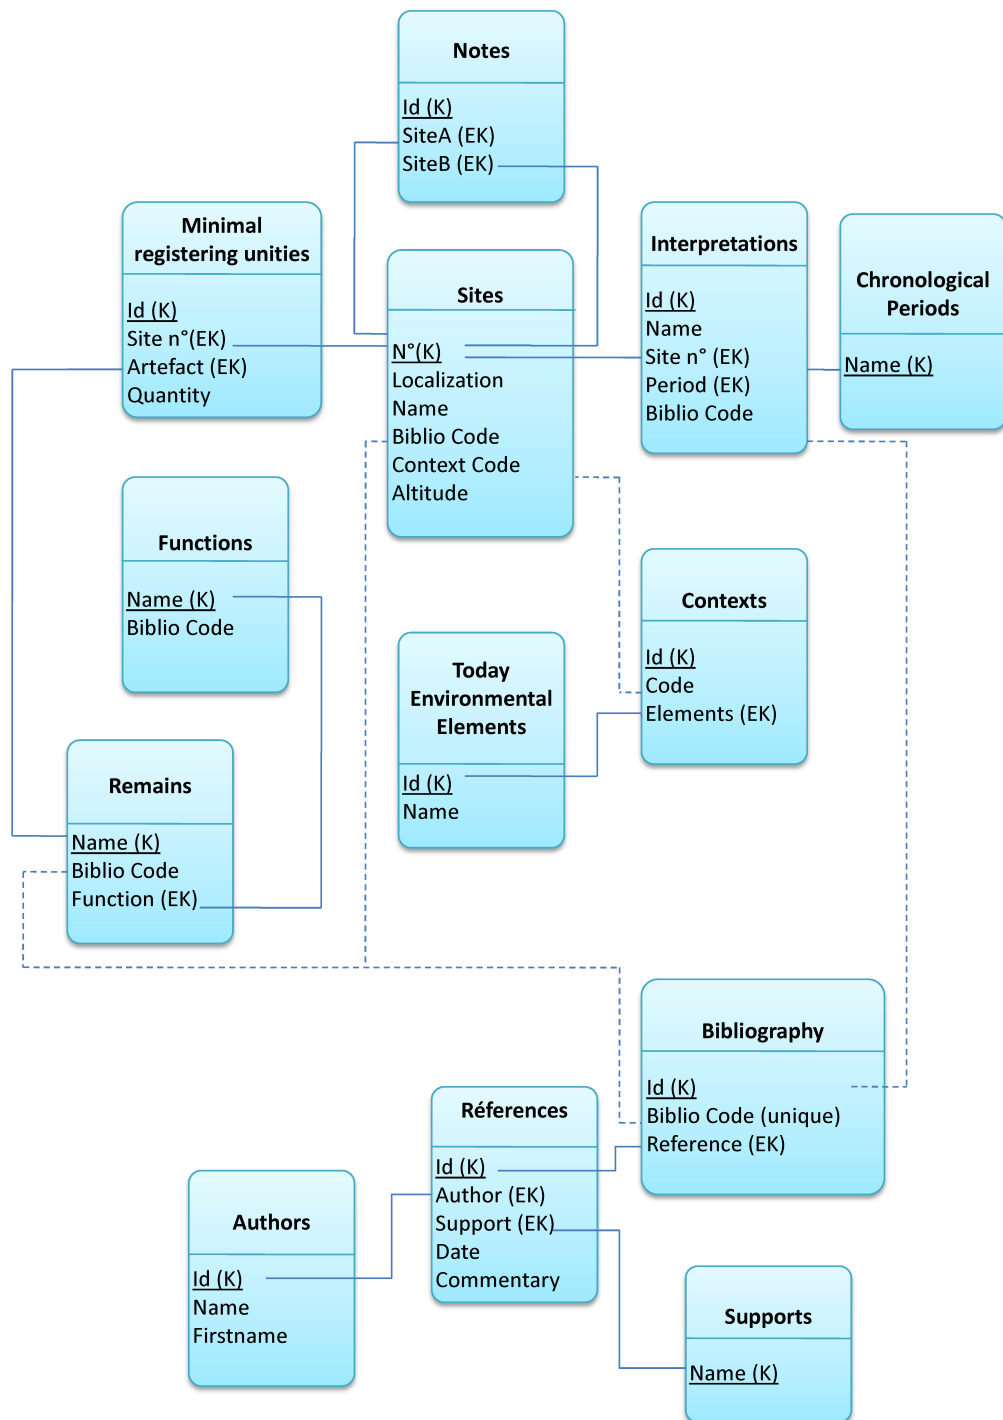 Notes
Id (K)
SiteA (EK)
SiteB (EK)
Minimal
registering unities
Id (K)
Site n°(EK)
Artefact (EK)
Quantity
Sites
N°(K)
Localization
Name
Biblio Code
Context Code
Altitude
Interpretations
Id (K)
Name
Site n° (EK)
Period (EK)
Biblio Code
Chronological
Periods
Name (K)
Functions
Name (K)
Biblio Code
Contexts
Id (K)
Code
Elements (EK)
Today
Environmental
Elements
Id (K)
Name
Remains
Name (K)
Biblio Code
Function (EK)
Bibliography
Id (K)
Biblio Code (unique)
Reference (EK)
Réferences
Id (K)
Author (EK)
Support (EK)
Date
Commentary
Authors
Id (K)
Name
Firstname
Supports
Name (K)